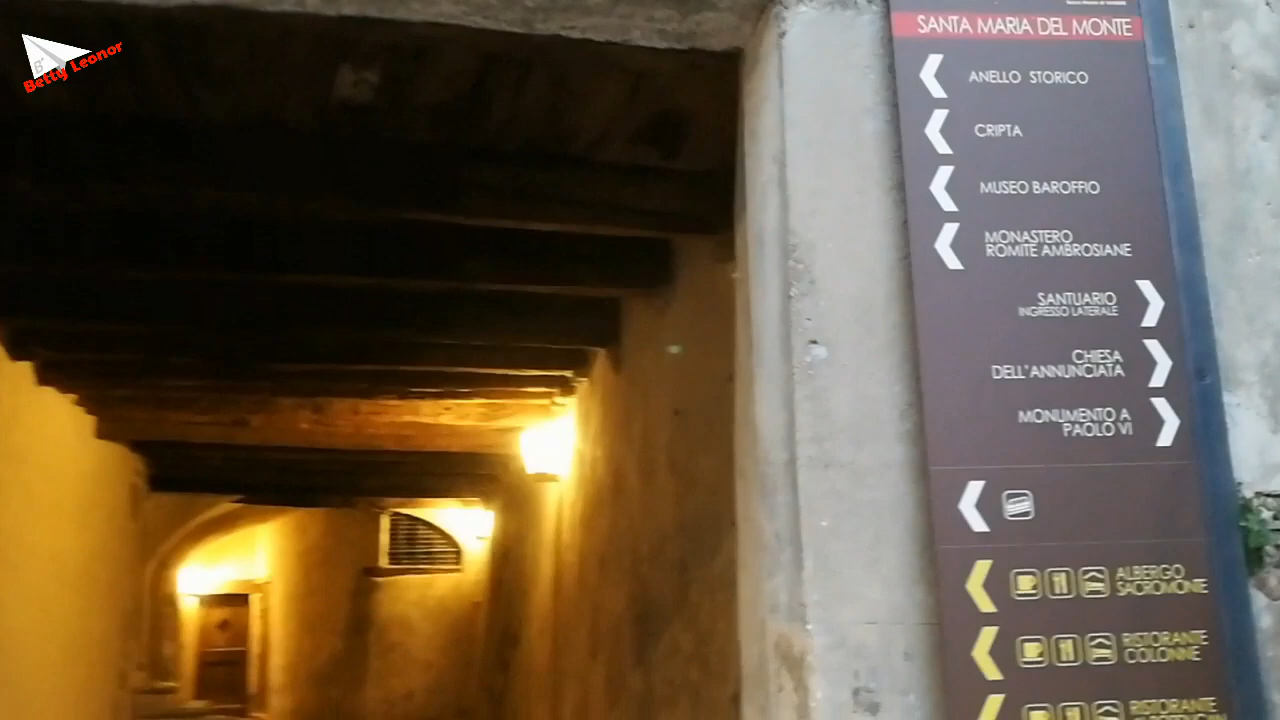 Betty Leonor
SANTA MARIA DEL MONTE
ANELLO STORICO
CRIPTA
MUSEO BAROFFIO
MONASTERO
ROMITE AMBROSIANE
SANTUARIO
INGRESSO LATERALE
CHIESA
DELL'ANNUNCIATA
MONUMENTO A
PAOLO VI
ALBERGO
SACROMONTE
RISTORANTE
COLONNE
RISTORANTE